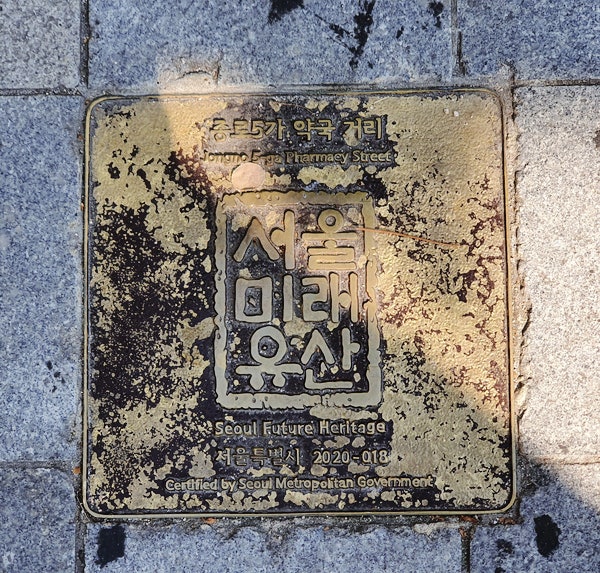 종로5가 약국 거리
Jongno 5-ga Pharmacy Street
서울
미래
유산
Seoul Future Heritage
서울특별시 2020-018
Certified by Seoul Metropolitan Government